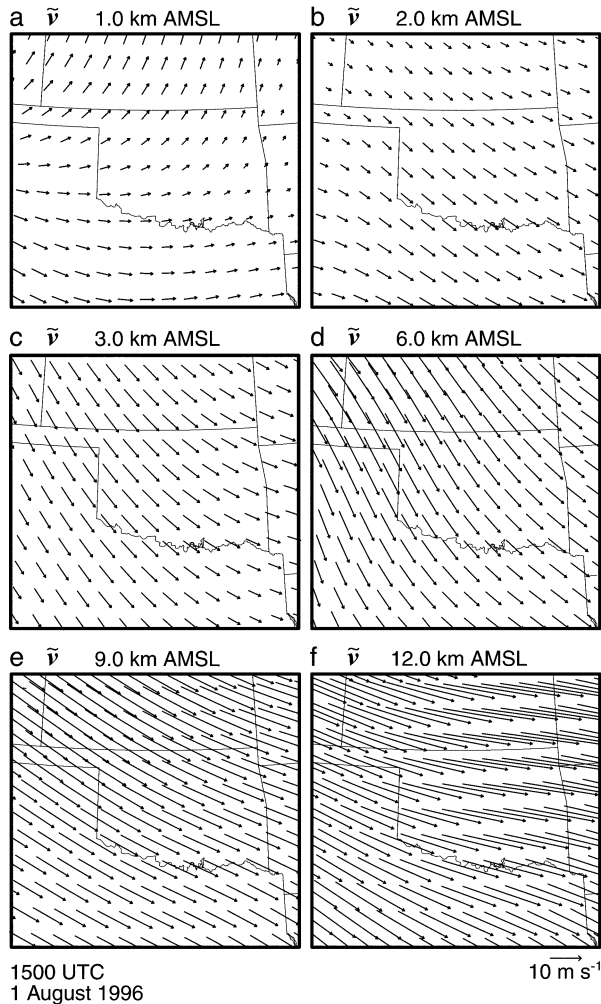 a ṽ 1.0 km AMSL
b ṽ 2.0 km AMSL
c ṽ 3.0 km AMSL
d ṽ 6.0 km AMSL
e ṽ 9.0 km AMSL
f ṽ 12.0 km AMSL
1500 UTC
1 August 1996
10 m s⁻¹